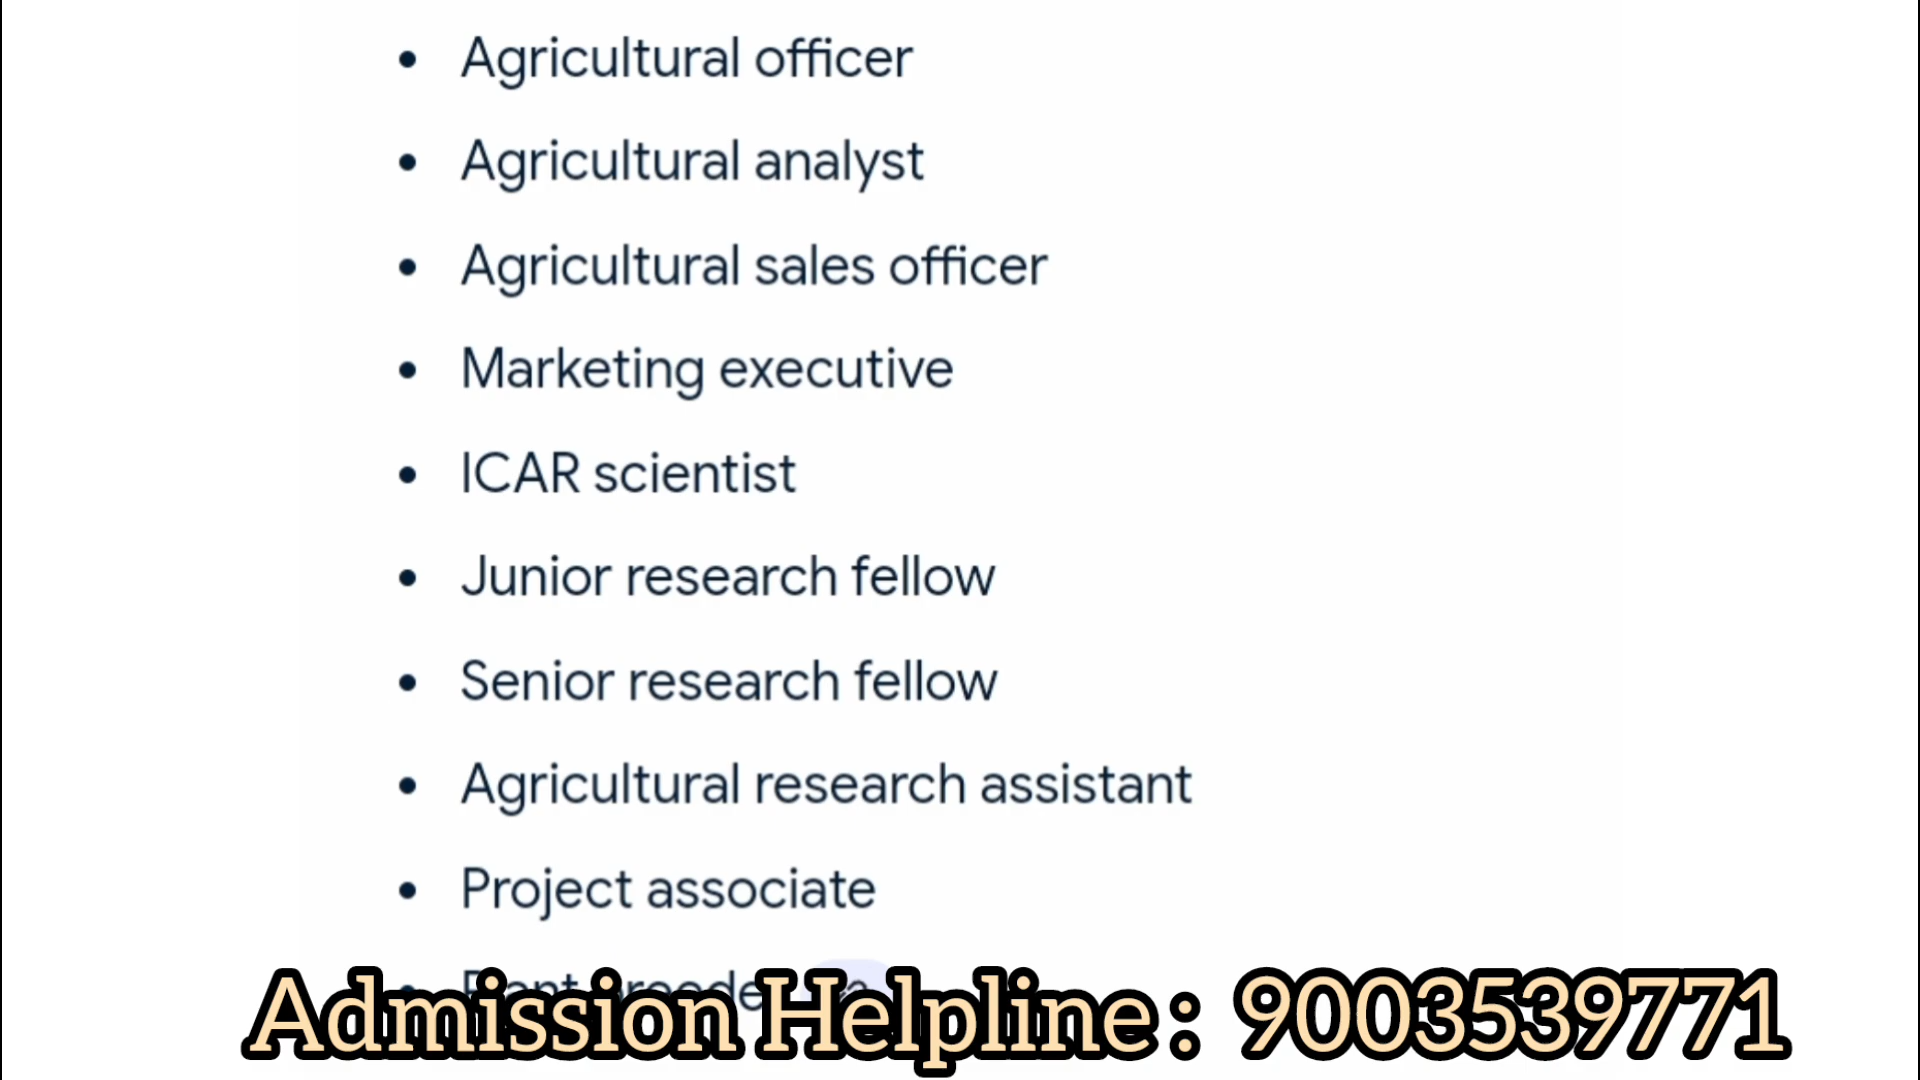 • Agricultural officer
• Agricultural analyst
• Agricultural sales officer
• Marketing executive
• ICAR scientist
• Junior research fellow
• Senior research fellow
• Agricultural research assistant
• Project associate
• Plant
Admission Helpline: 9003539771